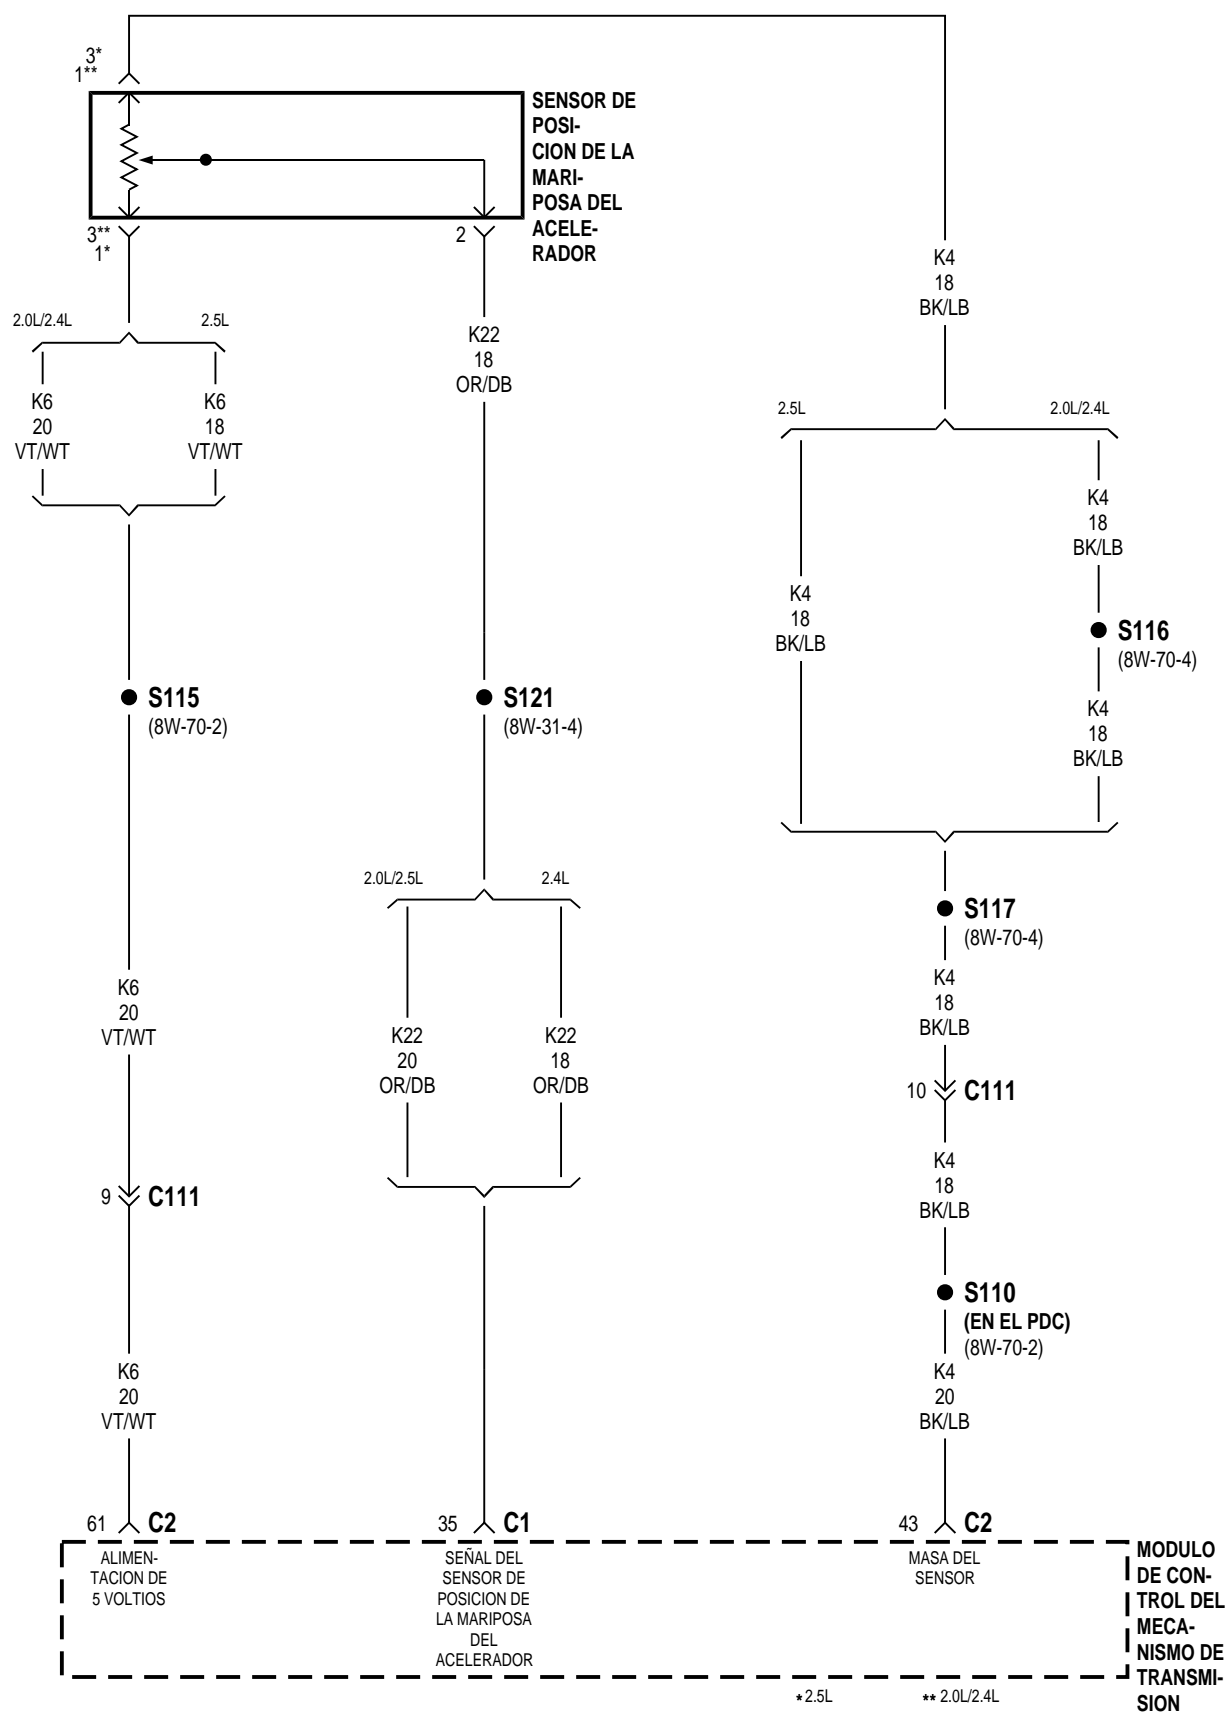 3*
1**
SENSOR DE
POSI-
CION DE LA
MARI-
POSA DEL
ACELE-
RADOR
3**
1*
2
K4
18
BK/LB
2.0L/2.4L
2.5L
K22
18
OR/DB
K6
20
VT/WT
K6
18
VT/WT
2.5L
2.0L/2.4L
K4
18
BK/LB
K4
18
BK/LB
S116
(8W-70-4)
K4
18
BK/LB
S115
(8W-70-2)
S121
(8W-31-4)
2.0L/2.5L
2.4L
S117
(8W-70-4)
K6
20
VT/WT
K22
20
OR/DB
K22
18
OR/DB
K4
18
BK/LB
10
C111
9
C111
K4
18
BK/LB
S110
(EN EL PDC)
(8W-70-2)
K6
20
VT/WT
K4
20
BK/LB
61
C2
35
C1
43
C2
ALIMEN-
TACION DE
5 VOLTIOS
SEÑAL DEL
SENSOR DE
POSICION DE
LA MARIPOSA
DEL
ACELERADOR
MASA DEL
SENSOR
MODULO
DE CON-
TROL DEL
MECA-
NISMO DE
TRANSMI-
SION
* 2.5L
** 2.0L/2.4L